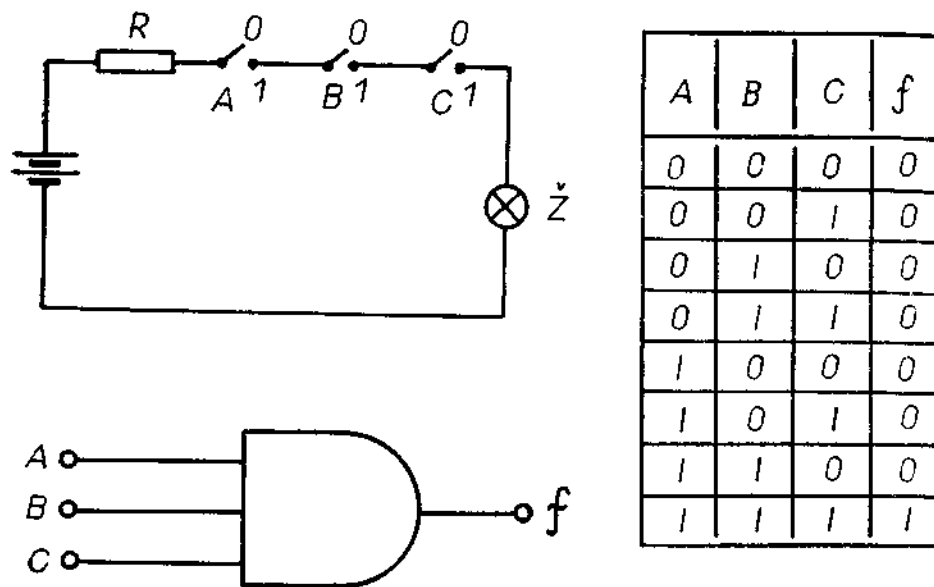 R
0 0 0
A 1 B 1 C 1
Ž
A B C f
0 0 0 0
0 0 1 0
0 1 0 0
0 1 1 0
1 0 0 0
1 0 1 0
1 1 0 0
1 1 1 1
A
B
C
f